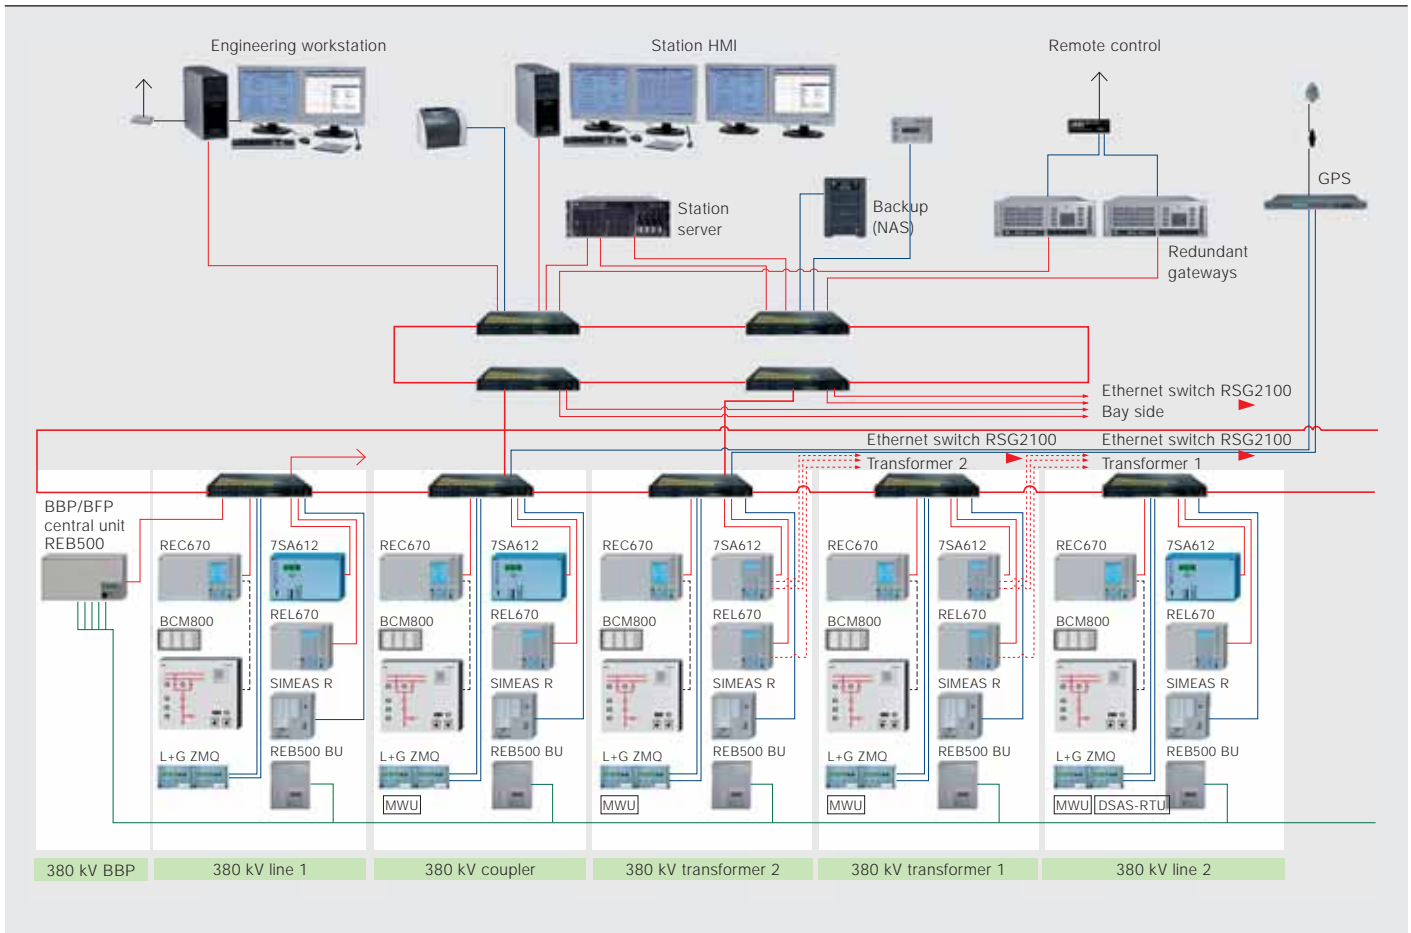 Engineering workstation
Station HMI
Remote control
GPS
Station
server
Backup
(NAS)
Redundant
gateways
Ethernet switch RSG2100
Bay side
Ethernet switch RSG2100
Transformer 2
Ethernet switch RSG2100
Transformer 1
BBP/BFP
central unit
REB500
REC670
7SA612
BCM800
REL670
SIMEAS R
L+G ZMQ
REB500 BU
REC670
7SA612
BCM800
REL670
SIMEAS R
L+G ZMQ
REB500 BU
MWU
REC670
7SA612
BCM800
REL670
SIMEAS R
L+G ZMQ
REB500 BU
MWU
REC670
7SA612
BCM800
REL670
SIMEAS R
L+G ZMQ
REB500 BU
MWU
REC670
7SA612
BCM800
REL670
SIMEAS R
L+G ZMQ
REB500 BU
MWU
DSAS-RTU
380 kV BBP
380 kV line 1
380 kV coupler
380 kV transformer 2
380 kV transformer 1
380 kV line 2